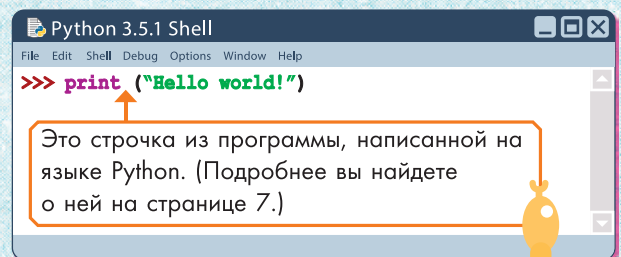 Python 3.5.1 Shell
File Edit Shell Debug Options Window Help
>>> print (“Hello world!”)
Это строчка из программы, написанной на
языке Python. (Подробнее вы найдете
о ней на странице 7.)